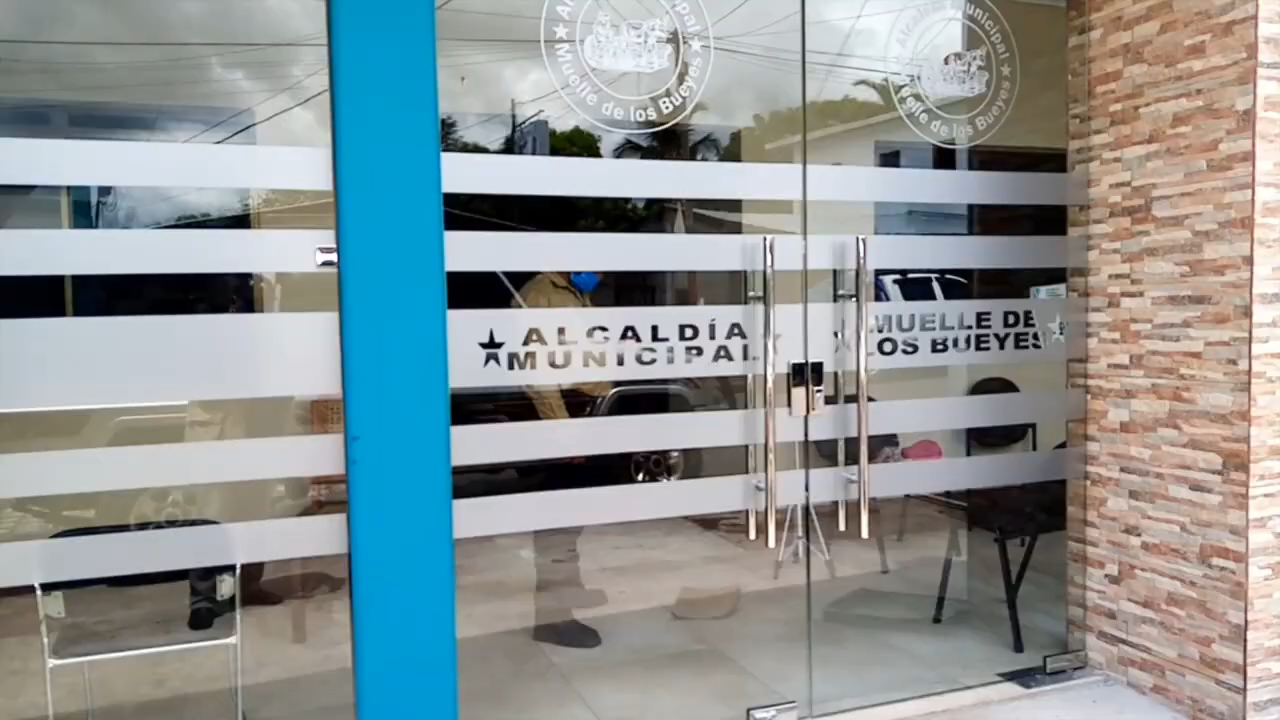 Alcaldía Municipal
★ Muelle de los Bueyes ★
Alcaldía Municipal
Muelle de los Bueyes ★
★ ALCALDÍA
MUNICIPAL
MUELLE DE
LOS BUEYES